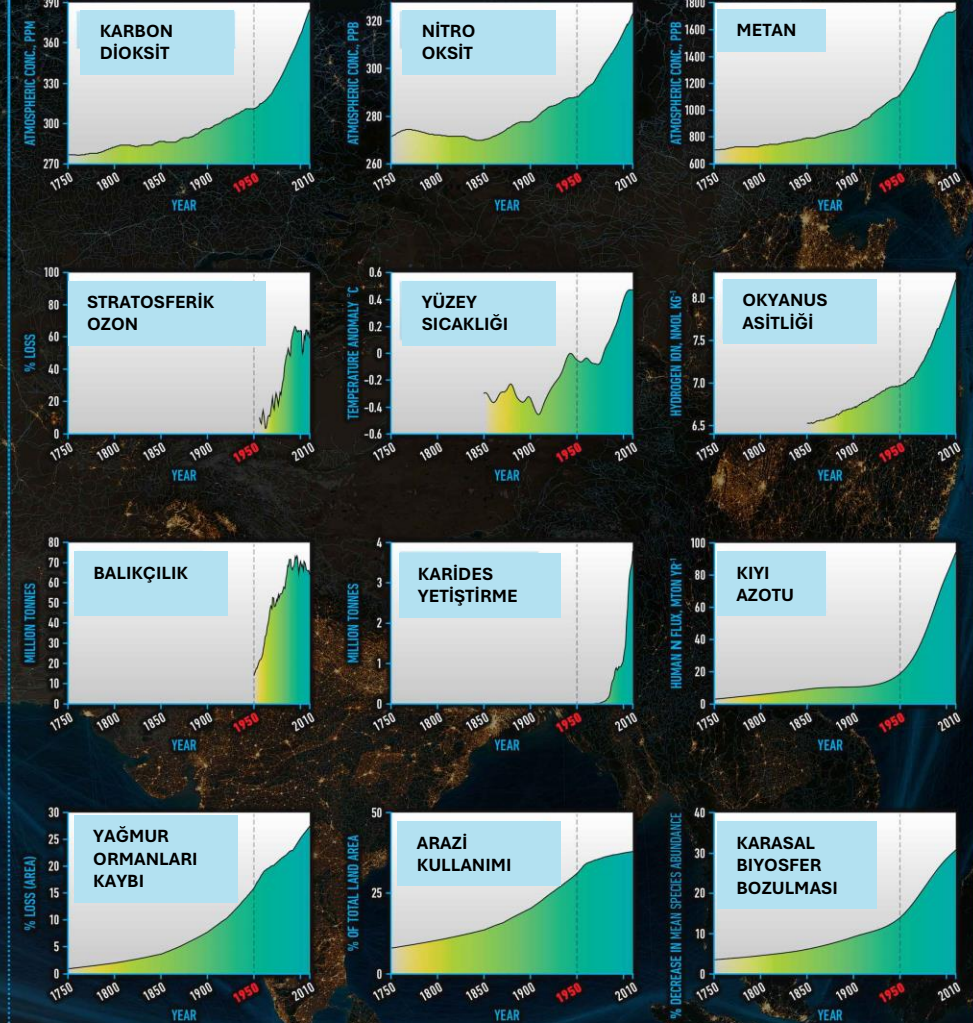 390
360
330
300
270
ATMOSPHERIC CONC., PPM
KARBON
DİOKSİT
1750
1800
1850
1900
1950
2010
YEAR
320
300
280
260
ATMOSPHERIC CONC., PPB
NİTRO
OKSİT
1750
1800
1850
1900
1950
2010
YEAR
1800
1600
1400
1200
1000
800
600
ATMOSPHERIC CONC., PPB
METAN
1750
1800
1850
1900
1950
2010
YEAR
100
80
60
40
20
0
% LOSS
STRATOSFERİK
OZON
1750
1800
1850
1900
1950
2010
YEAR
0.6
0.4
0.2
0
-0.2
-0.4
-0.6
TEMPERATURE ANOMALY °C
YÜZEY
SICAKLIĞI
1750
1800
1850
1900
1950
2010
YEAR
8.0
7.5
7.0
6.5
HYDROGEN ION, NMOL KG-1
OKYANUS
ASİTLİĞİ
1750
1800
1850
1900
1950
2010
YEAR
80
70
60
50
40
30
20
10
0
MILLION TONNES
BALIKÇILIK
1750
1800
1850
1900
1950
2010
YEAR
4
3
2
1
0
MILLION TONNES
KARİDES
YETİŞTİRME
1750
1800
1850
1900
1950
2010
YEAR
100
80
60
40
20
0
HUMAN N FLUX, MTON YR-1
KIYI
AZOTU
1750
1800
1850
1900
1950
2010
YEAR
30
25
20
15
10
5
0
% LOSS (AREA)
YAĞMUR
ORMANLARI
KAYBI
1750
1800
1850
1900
1950
2010
YEAR
50
25
0
% OF TOTAL LAND AREA
ARAZİ
KULLANIMI
1750
1800
1850
1900
1950
2010
YEAR
40
30
20
10
0
% DECREASE IN MEAN SPECIES ABUNDANCE
KARASAL
BIYOSFER
BOZULMASI
1750
1800
1850
1900
1950
2010
YEAR